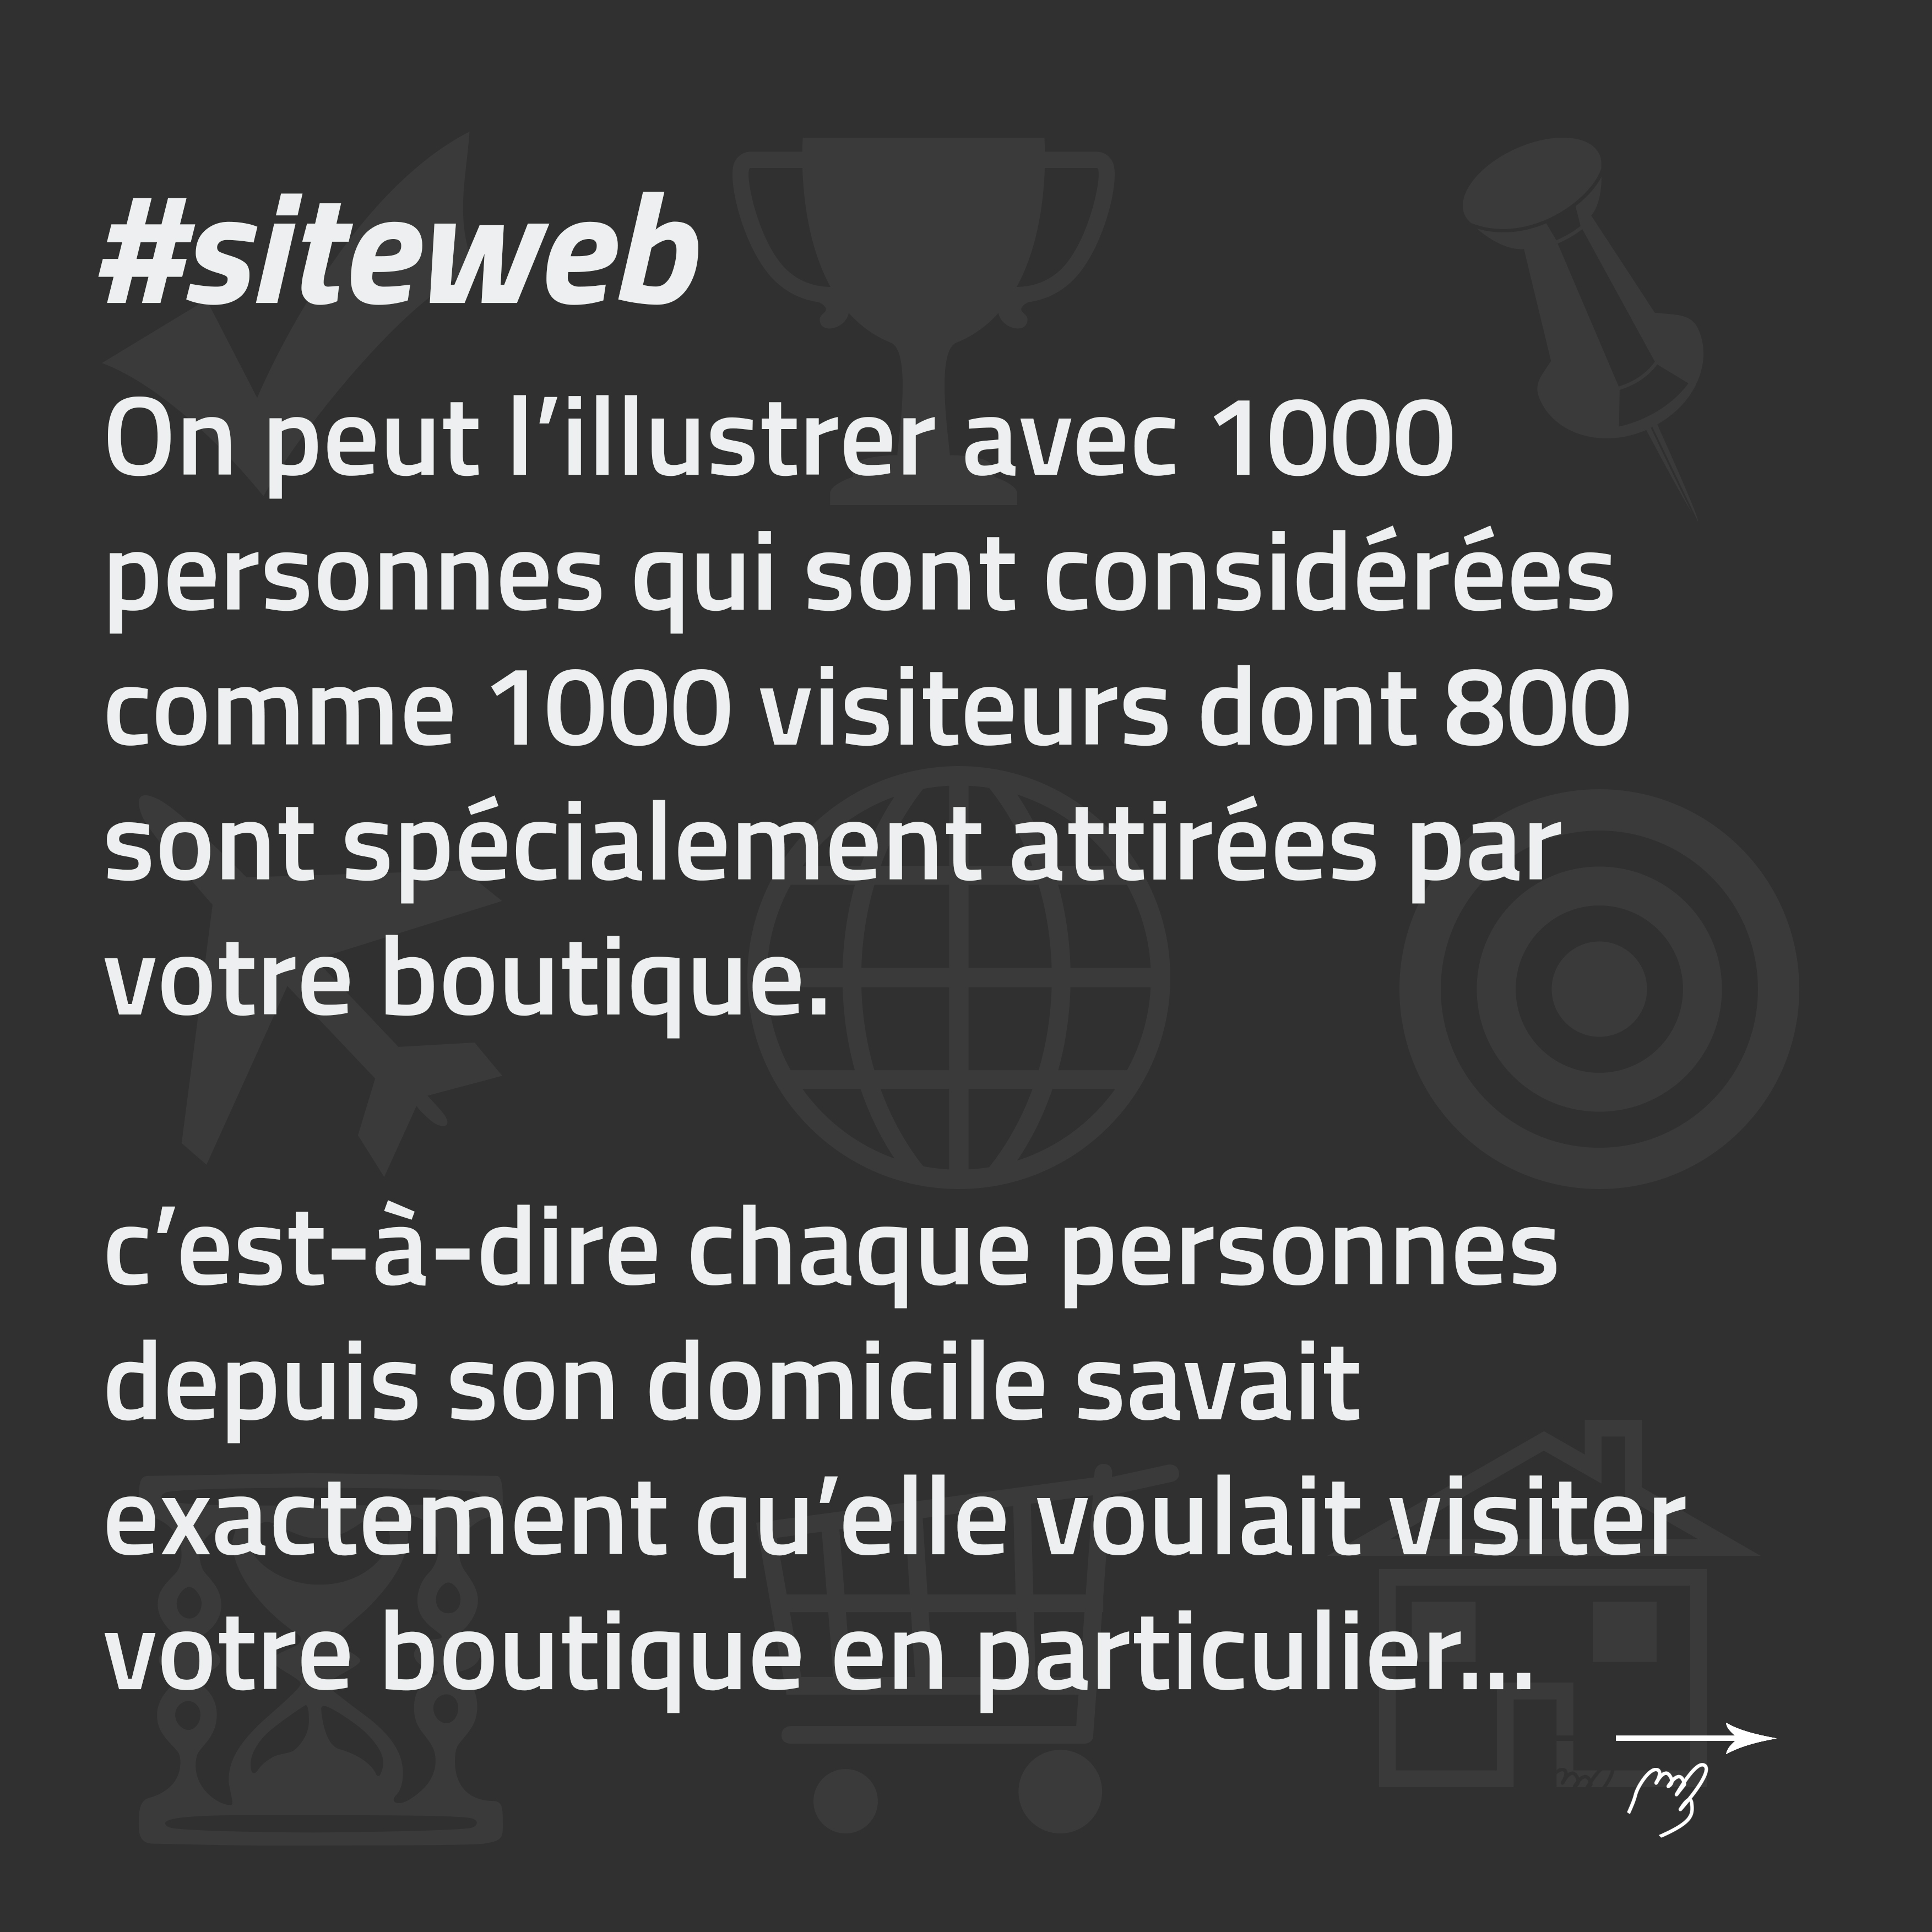 #siteweb
On peut l’illustrer avec 1000
personnes qui sont considérées
comme 1000 visiteurs dont 800
sont spécialement attirées par
votre boutique.
c’est-à-dire chaque personnes
depuis son domicile savait
exactement qu’elle voulait visiter
votre boutique en particulier...